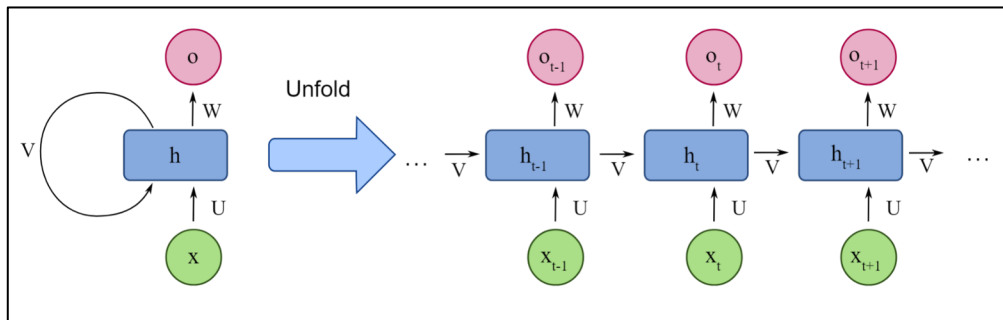 o
o_{t-1}
o_t
o_{t+1}
Unfold
W
W
W
W
V
h
...
V
h_{t-1}
V
h_t
V
h_{t+1}
V
...
U
U
U
U
x
x_{t-1}
x_t
x_{t+1}